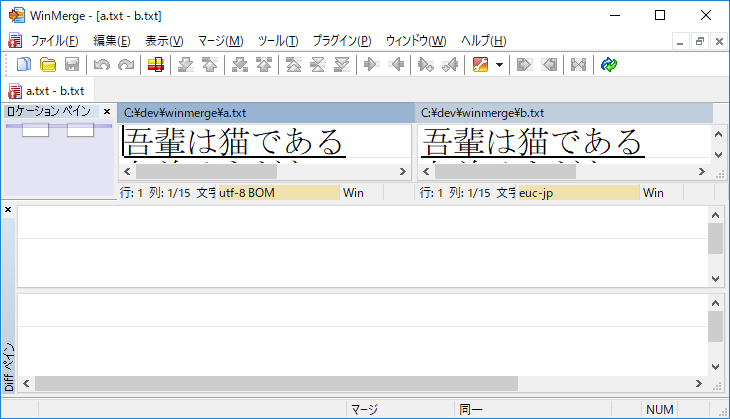 WinMerge - [a.txt - b.txt]
ファイル(F) 編集(E) 表示(V) マージ(M) ツール(T) プラグイン(P) ウィンドウ(W) ヘルプ(H)
a.txt - b.txt
ロケーション ペイン
C:¥dev¥winmerge¥a.txt
C:¥dev¥winmerge¥b.txt
吾輩は猫である
吾輩は猫である
行: 1 列: 1/15 文字 utf-8 BOM Win
行: 1 列: 1/15 文字 euc-jp Win
Diff ペイン
マージ 同一 NUM